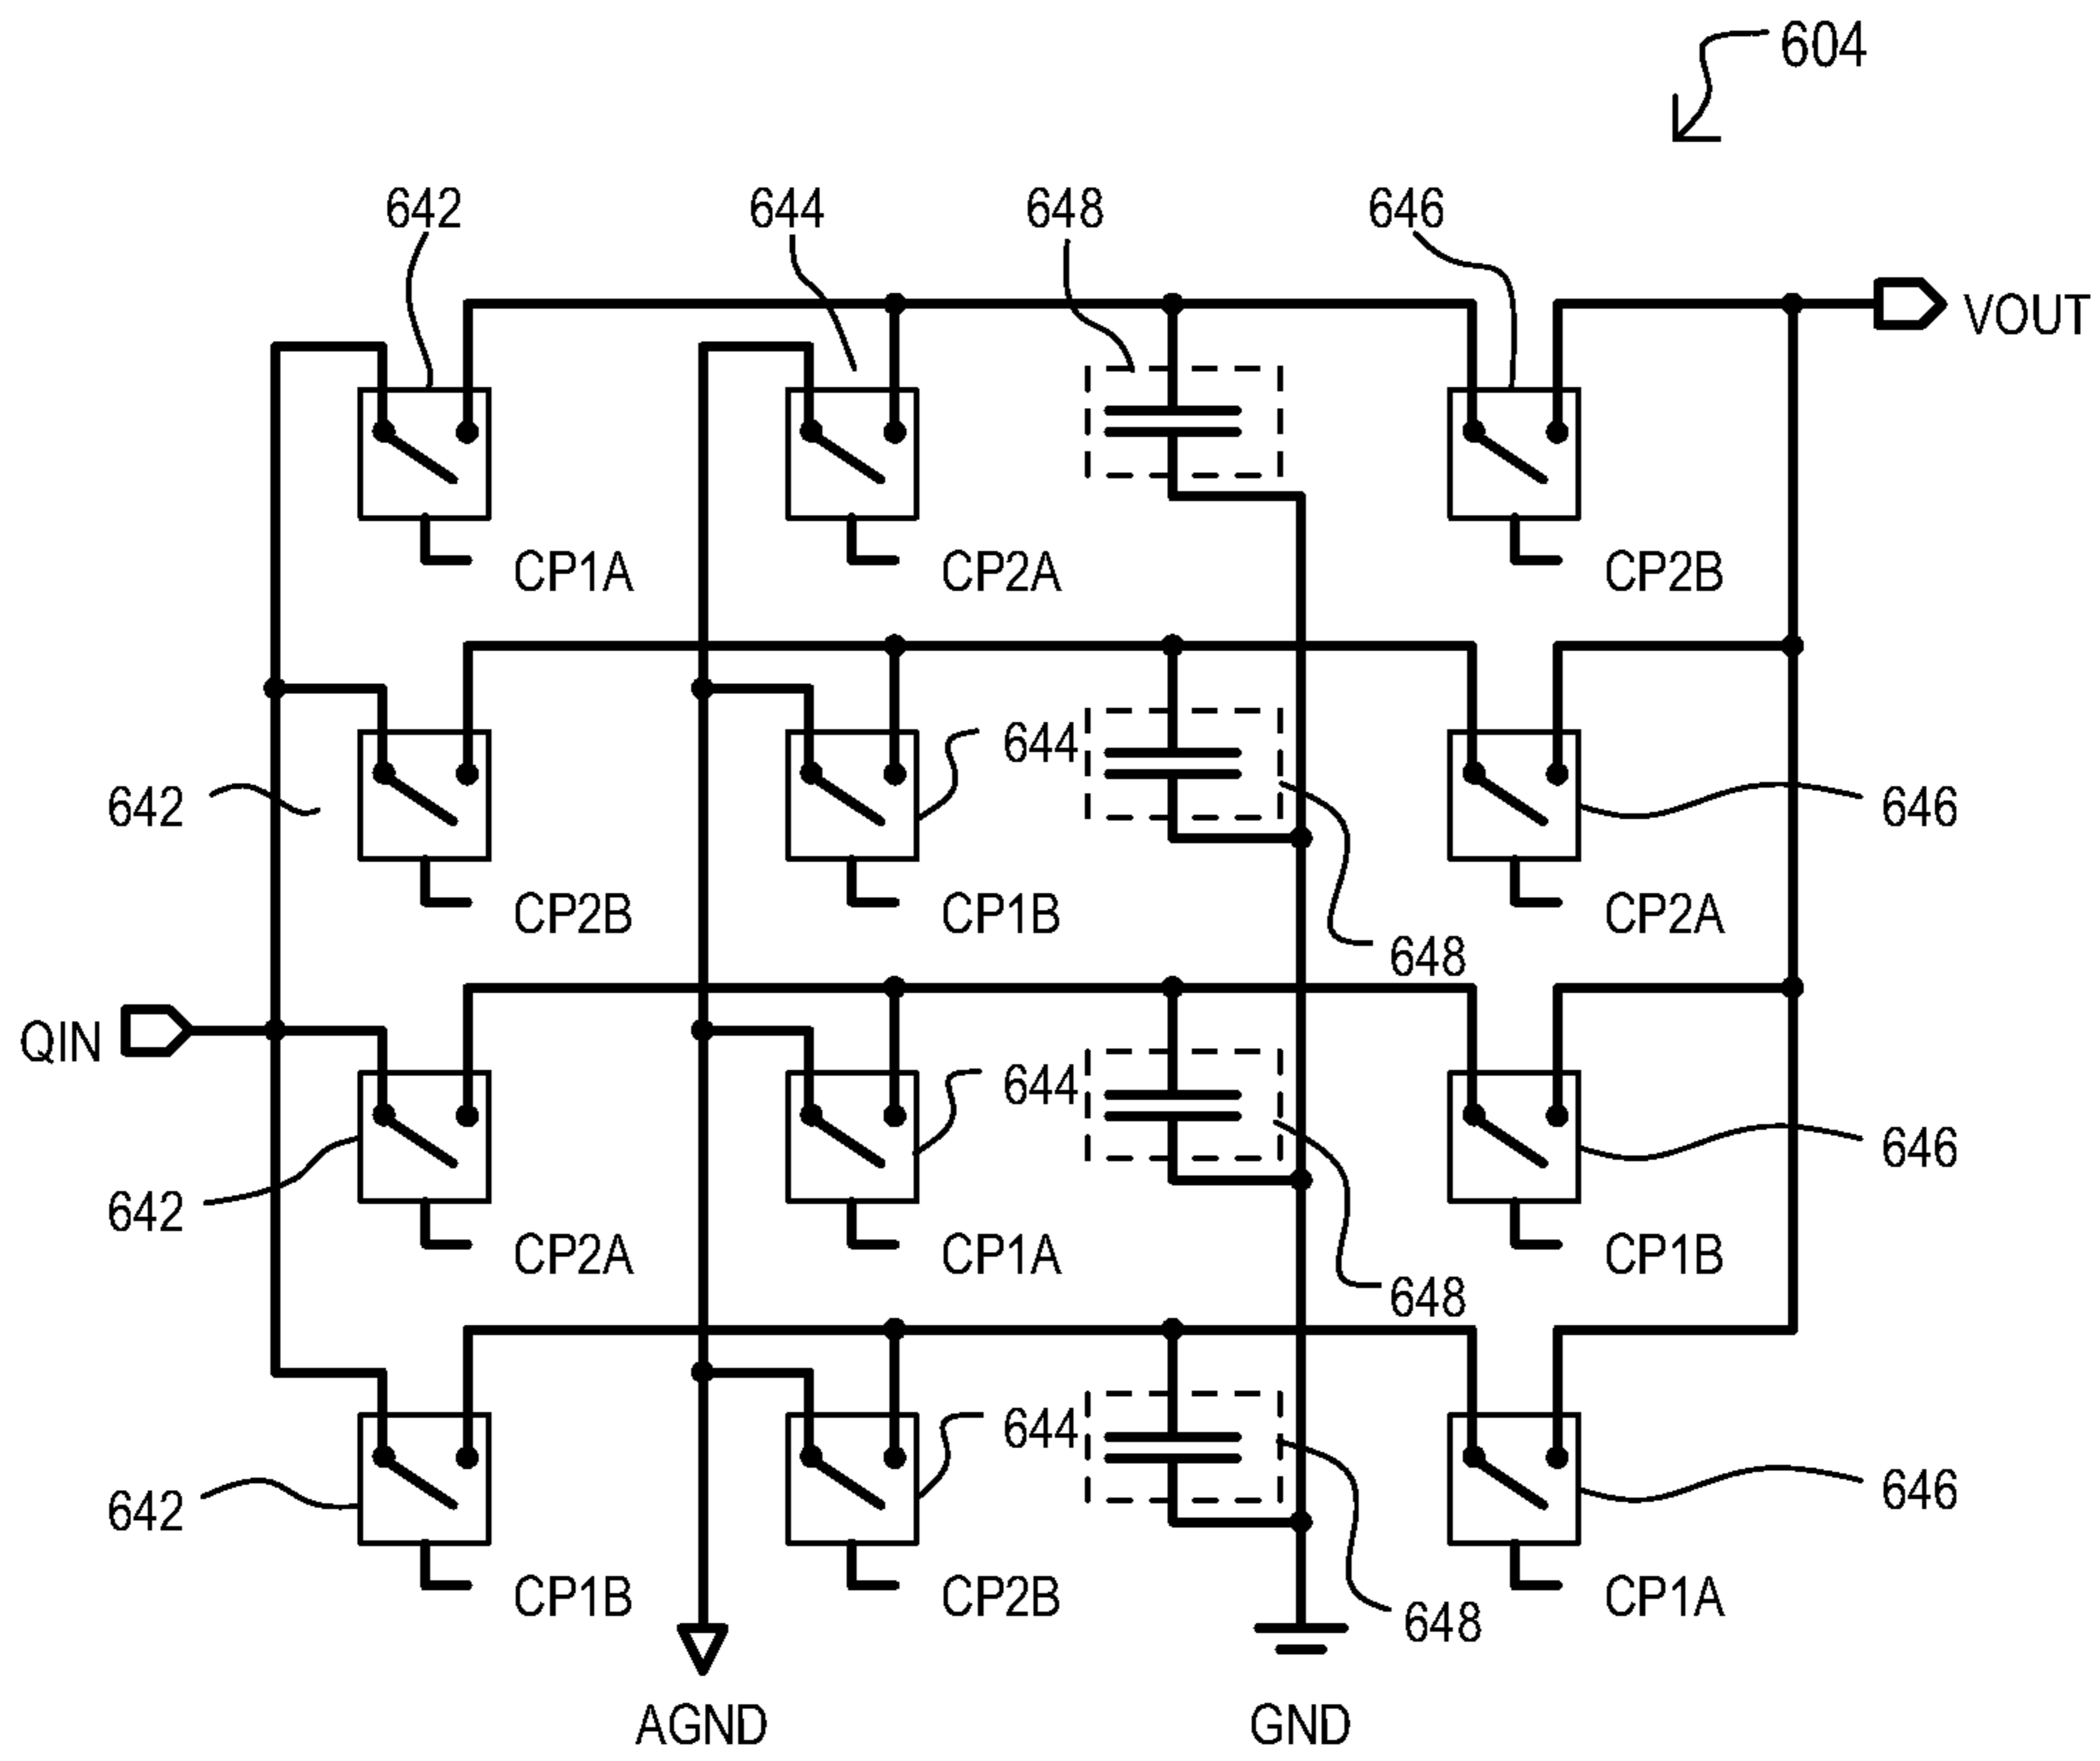 604
642 644 648 646
VOUT
CP1A CP2A CP2B
644
642 646
CP2B CP1B CP2A
648
QIN
644
646
642
CP2A CP1A CP1B
648
644
646
642
CP1B CP2B CP1A
648
AGND GND